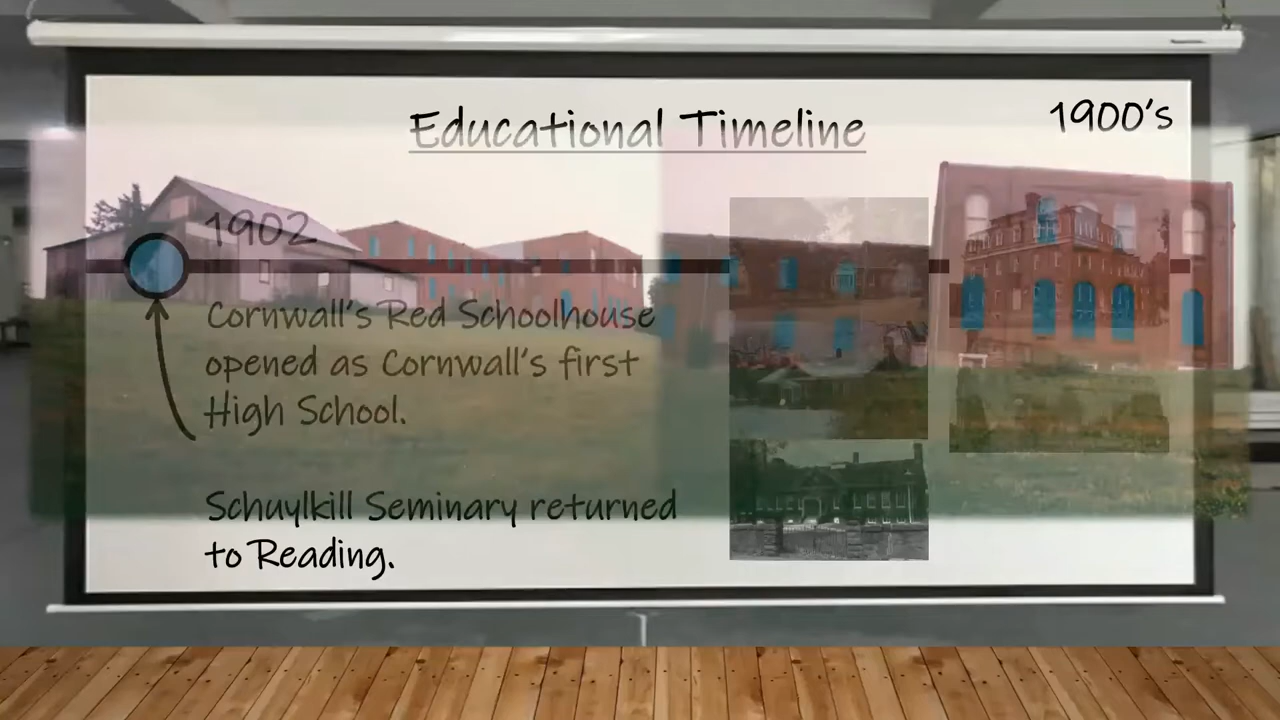 Educational Timeline
1900's
1902
Cornwall's Red Schoolhouse
opened as Cornwall's first
High School.
Schuylkill Seminary returned
to Reading.